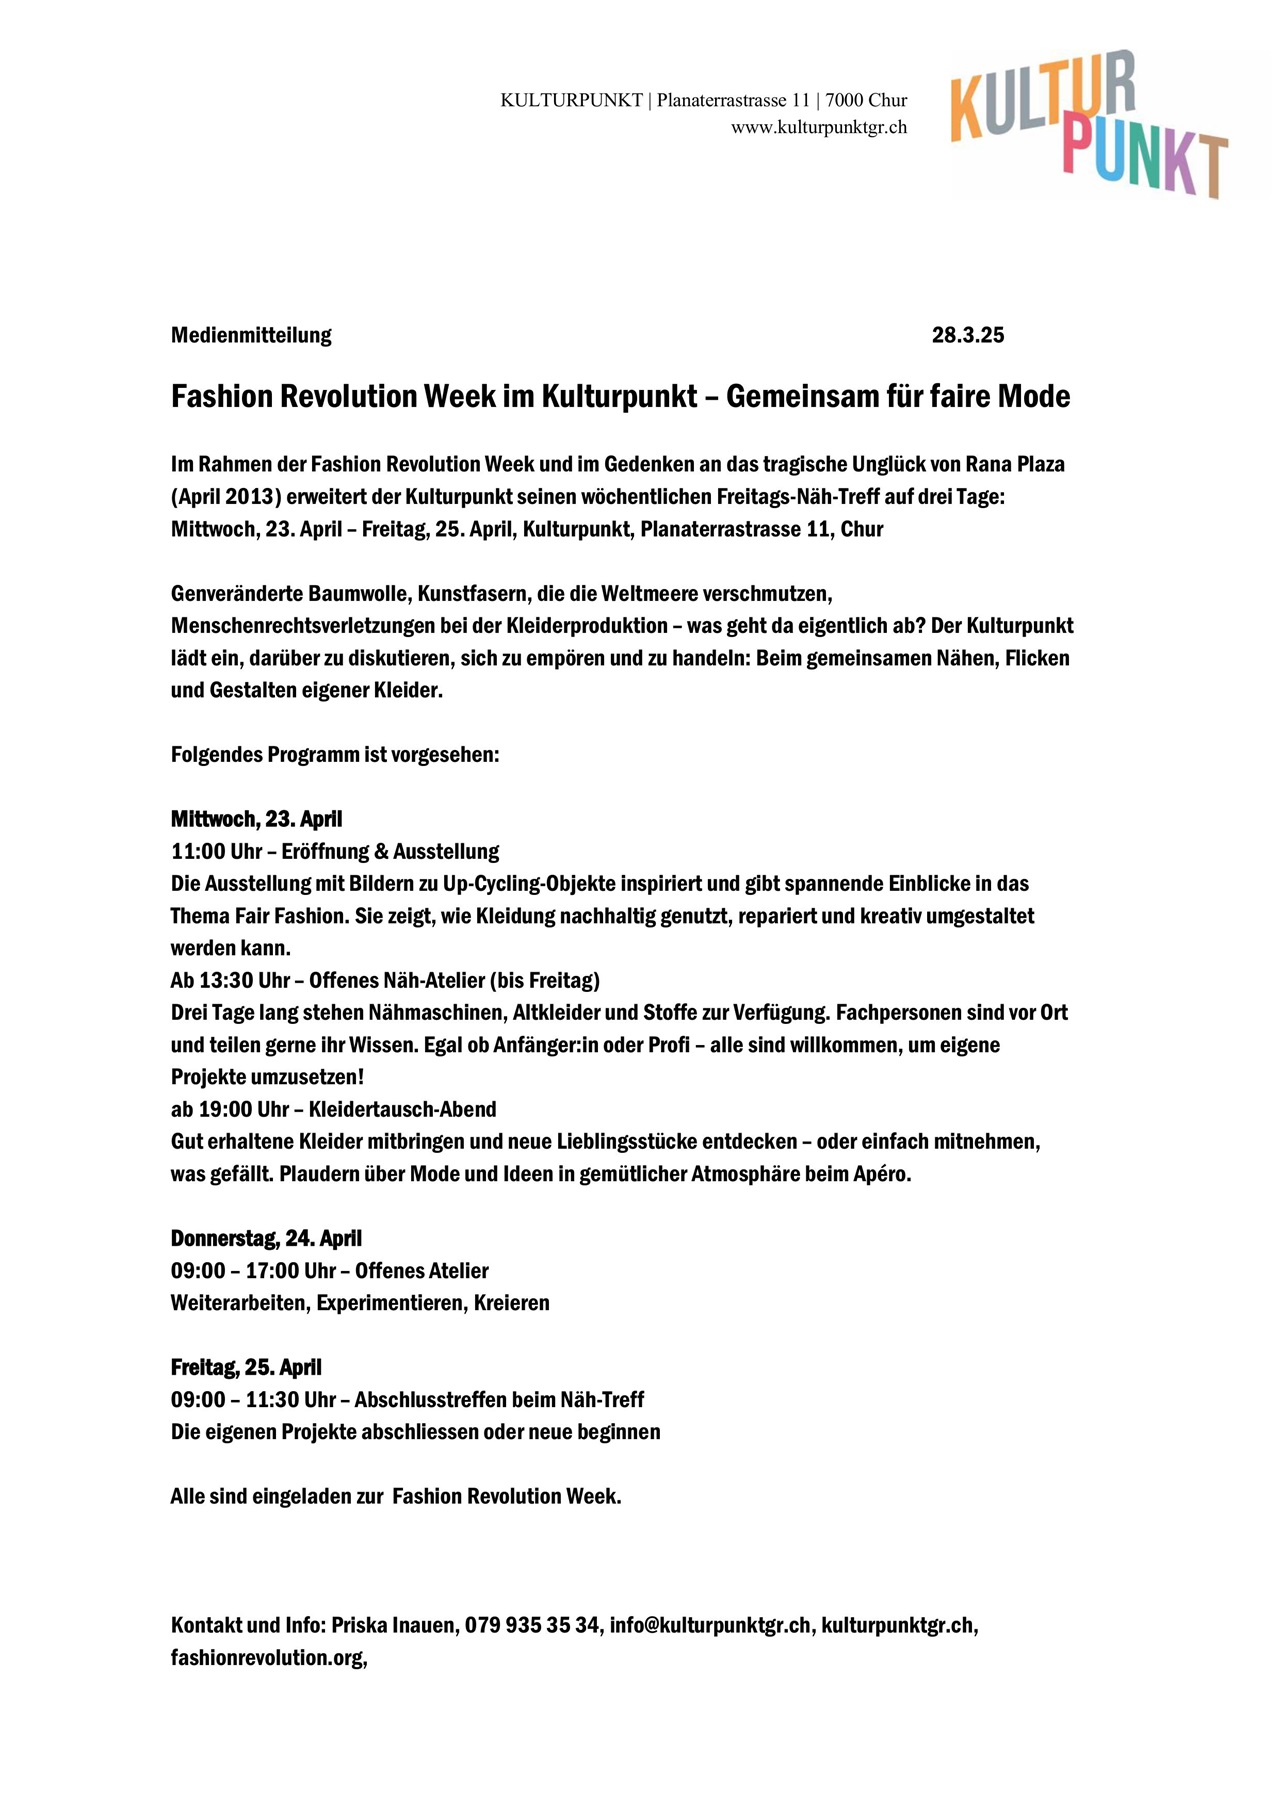 KULTURPUNKT | Planaterrastrasse 11 | 7000 Chur
www.kulturpunktgr.ch
KULTUR
PUNKT
Medienmitteilung 28.3.25
Fashion Revolution Week im Kulturpunkt – Gemeinsam für faire Mode
Im Rahmen der Fashion Revolution Week und im Gedenken an das tragische Unglück von Rana Plaza
(April 2013) erweitert der Kulturpunkt seinen wöchentlichen Freitags-Näh-Treff auf drei Tage:
Mittwoch, 23. April – Freitag, 25. April, Kulturpunkt, Planaterrastrasse 11, Chur
Genveränderte Baumwolle, Kunstfasern, die die Weltmeere verschmutzen,
Menschenrechtsverletzungen bei der Kleiderproduktion – was geht da eigentlich ab? Der Kulturpunkt
lädt ein, darüber zu diskutieren, sich zu empören und zu handeln: Beim gemeinsamen Nähen, Flicken
und Gestalten eigener Kleider.
Folgendes Programm ist vorgesehen:
Mittwoch, 23. April
11:00 Uhr – Eröffnung & Ausstellung
Die Ausstellung mit Bildern zu Up-Cycling-Objekte inspiriert und gibt spannende Einblicke in das
Thema Fair Fashion. Sie zeigt, wie Kleidung nachhaltig genutzt, repariert und kreativ umgestaltet
werden kann.
Ab 13:30 Uhr – Offenes Näh-Atelier (bis Freitag)
Drei Tage lang stehen Nähmaschinen, Altkleider und Stoffe zur Verfügung. Fachpersonen sind vor Ort
und teilen gerne ihr Wissen. Egal ob Anfänger:in oder Profi – alle sind willkommen, um eigene
Projekte umzusetzen!
ab 19:00 Uhr – Kleidertausch-Abend
Gut erhaltene Kleider mitbringen und neue Lieblingsstücke entdecken – oder einfach mitnehmen,
was gefällt. Plaudern über Mode und Ideen in gemütlicher Atmosphäre beim Apéro.
Donnerstag, 24. April
09:00 – 17:00 Uhr – Offenes Atelier
Weiterarbeiten, Experimentieren, Kreieren
Freitag, 25. April
09:00 – 11:30 Uhr – Abschlusstreffen beim Näh-Treff
Die eigenen Projekte abschliessen oder neue beginnen
Alle sind eingeladen zur  Fashion Revolution Week.
Kontakt und Info: Priska Inauen, 079 935 35 34, info@kulturpunktgr.ch, kulturpunktgr.ch,
fashionrevolution.org,